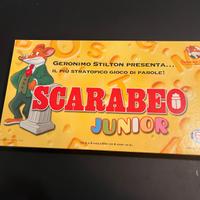 GERONIMO STILTON PRESENTA...
IL PIÙ STRATOPICO GIOCO DI PAROLE!
SCARABEO
JUNIOR